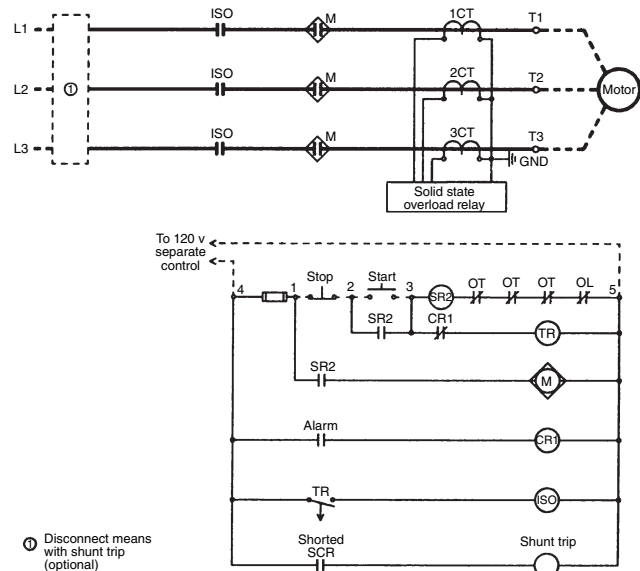 ISO M 1CT T1
L1
ISO M 2CT T2
L2 1 Motor
ISO M 3CT T3
L3
GND
Solid state
overload relay
To 120 v
separate
control
4 1 Stop 2 Start 3 SR2 OT OT OT OL 5
SR2 CR1 TR
SR2 M
Alarm CR1
TR ISO
1 Disconnect means
with shunt trip
(optional)
Shorted
SCR
Shunt trip